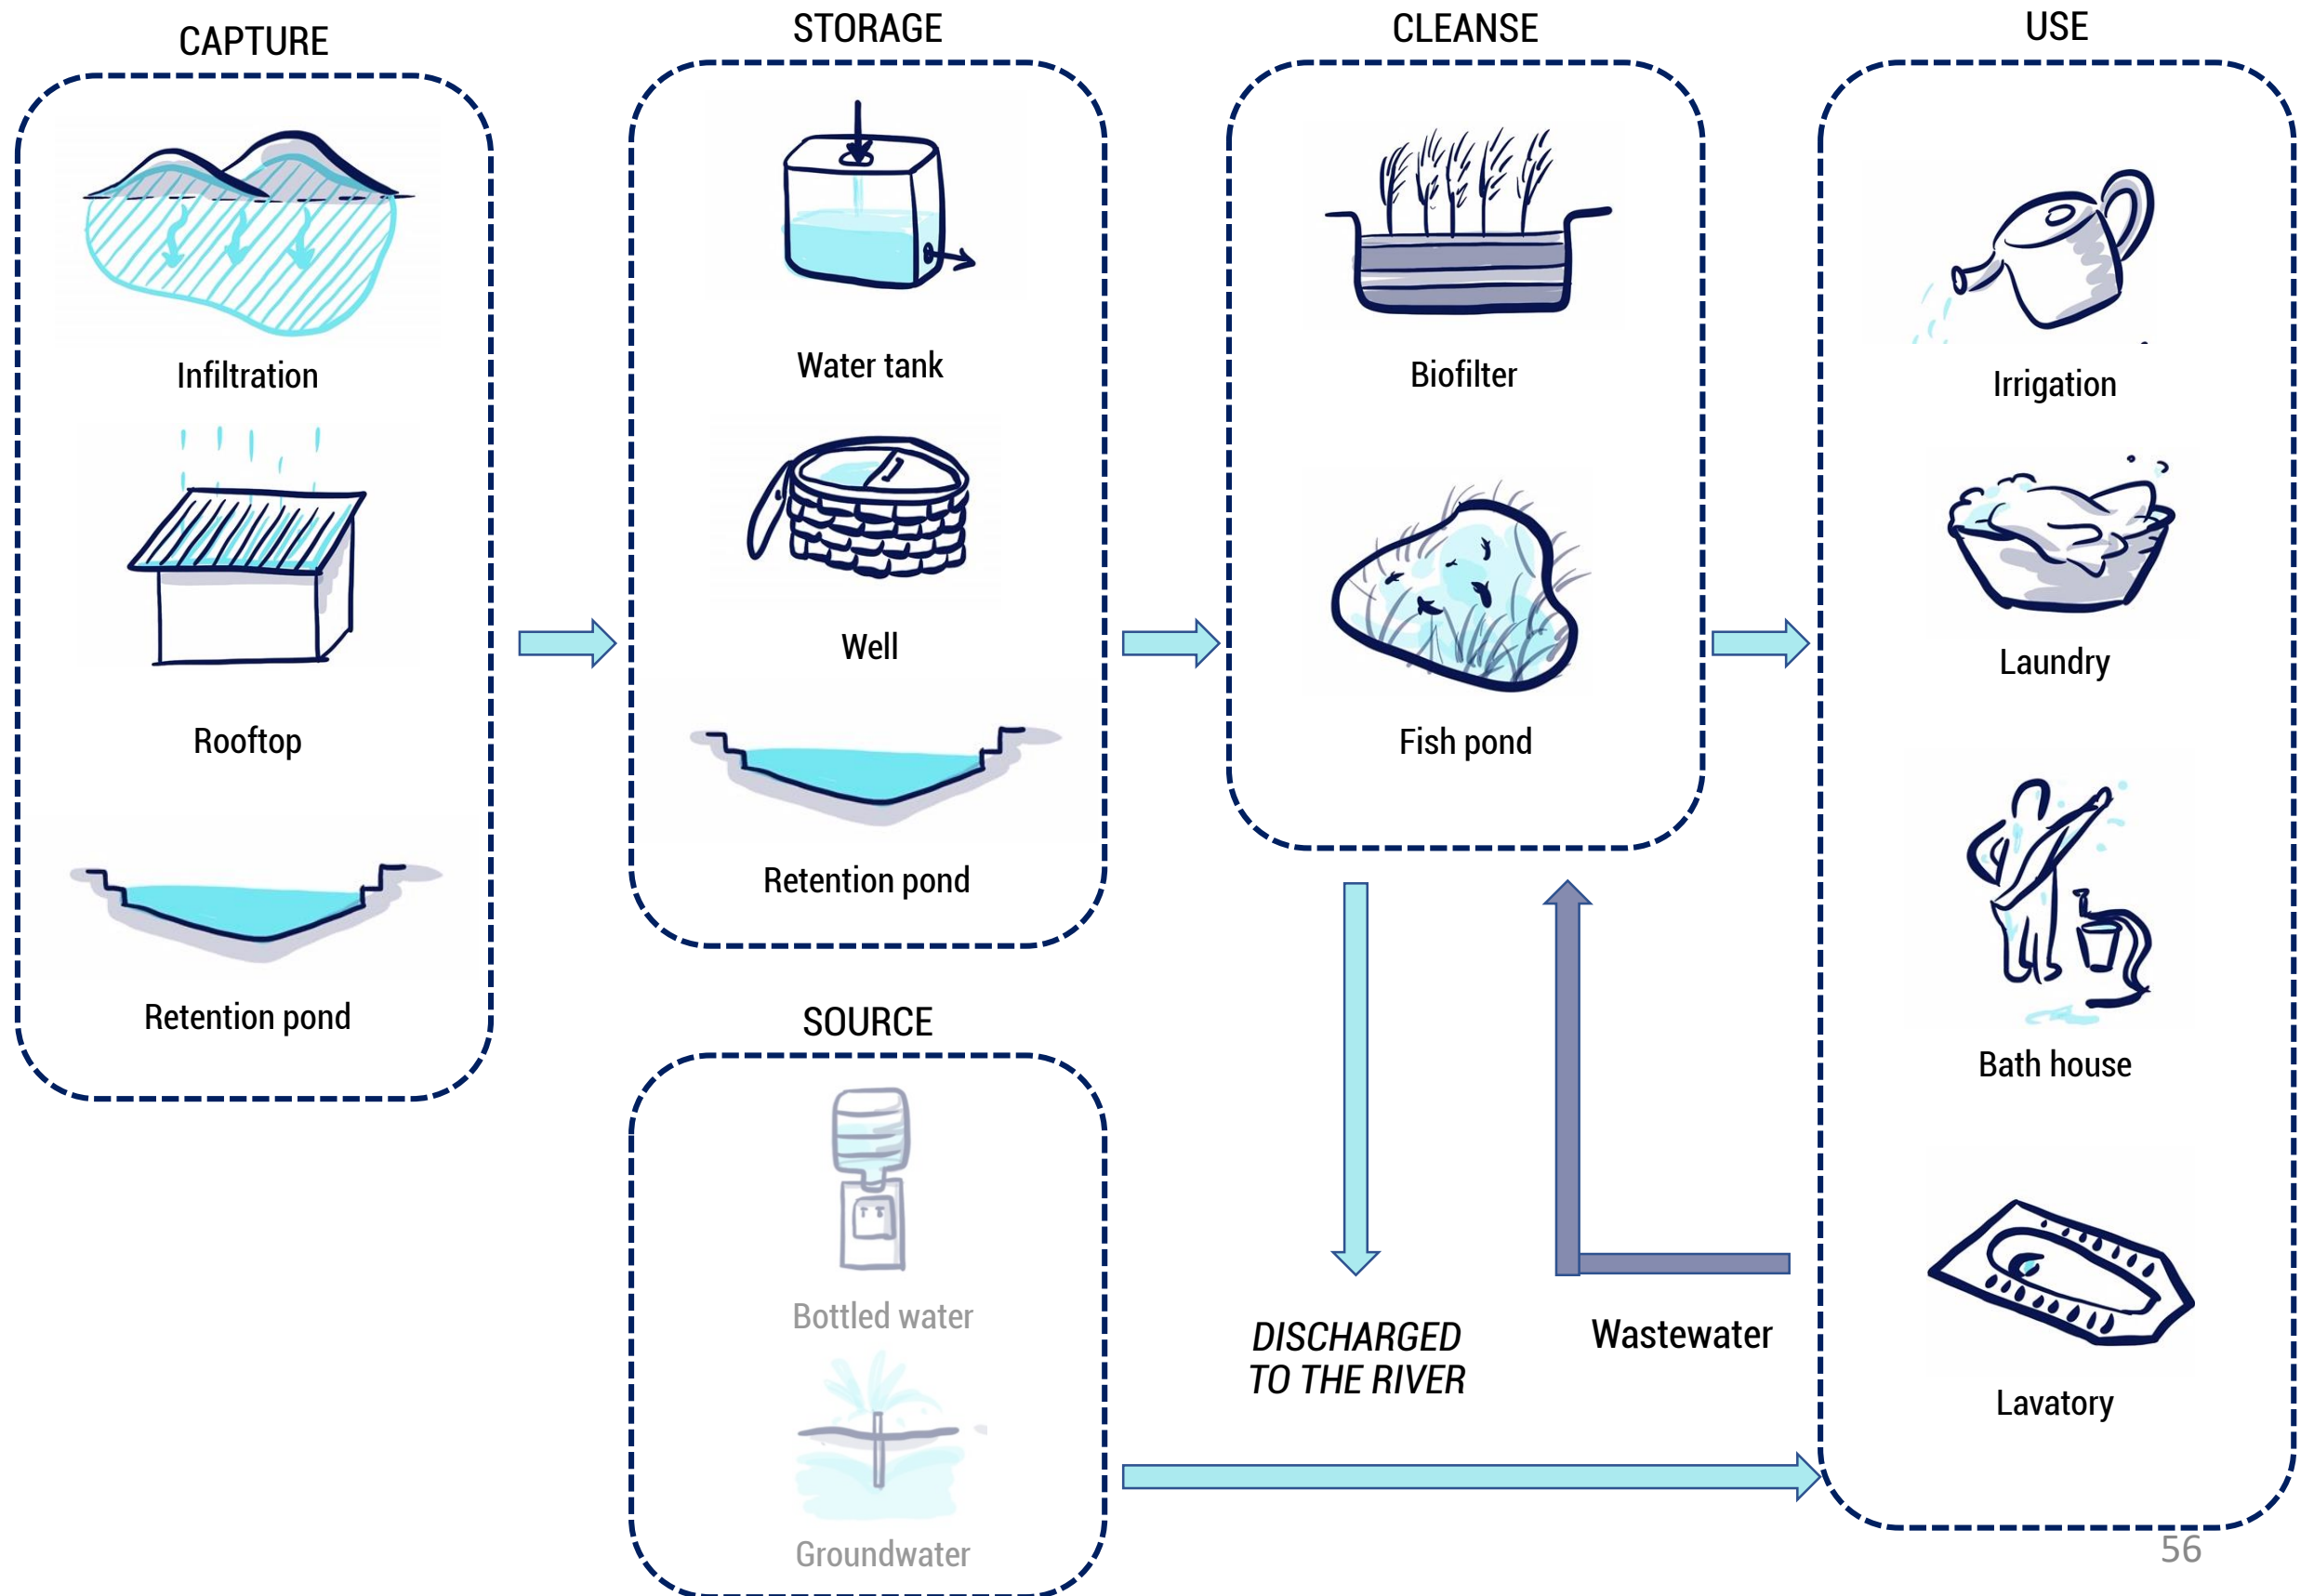 CAPTURE
Infiltration
Rooftop
Retention pond
STORAGE
Water tank
Well
Retention pond
SOURCE
Bottled water
Groundwater
CLEANSE
Biofilter
Fish pond
DISCHARGED
TO THE RIVER
Wastewater
USE
Irrigation
Laundry
Bath house
Lavatory
56